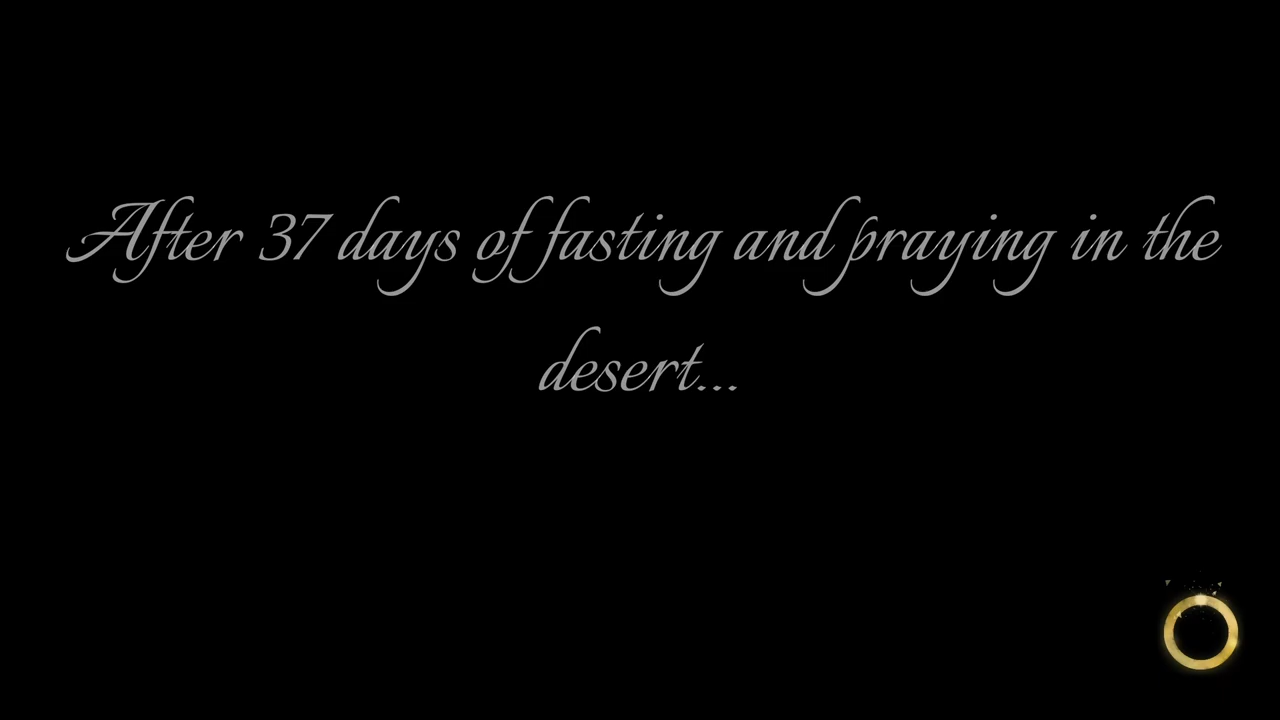 After 37 days of fasting and praying in the
desert...